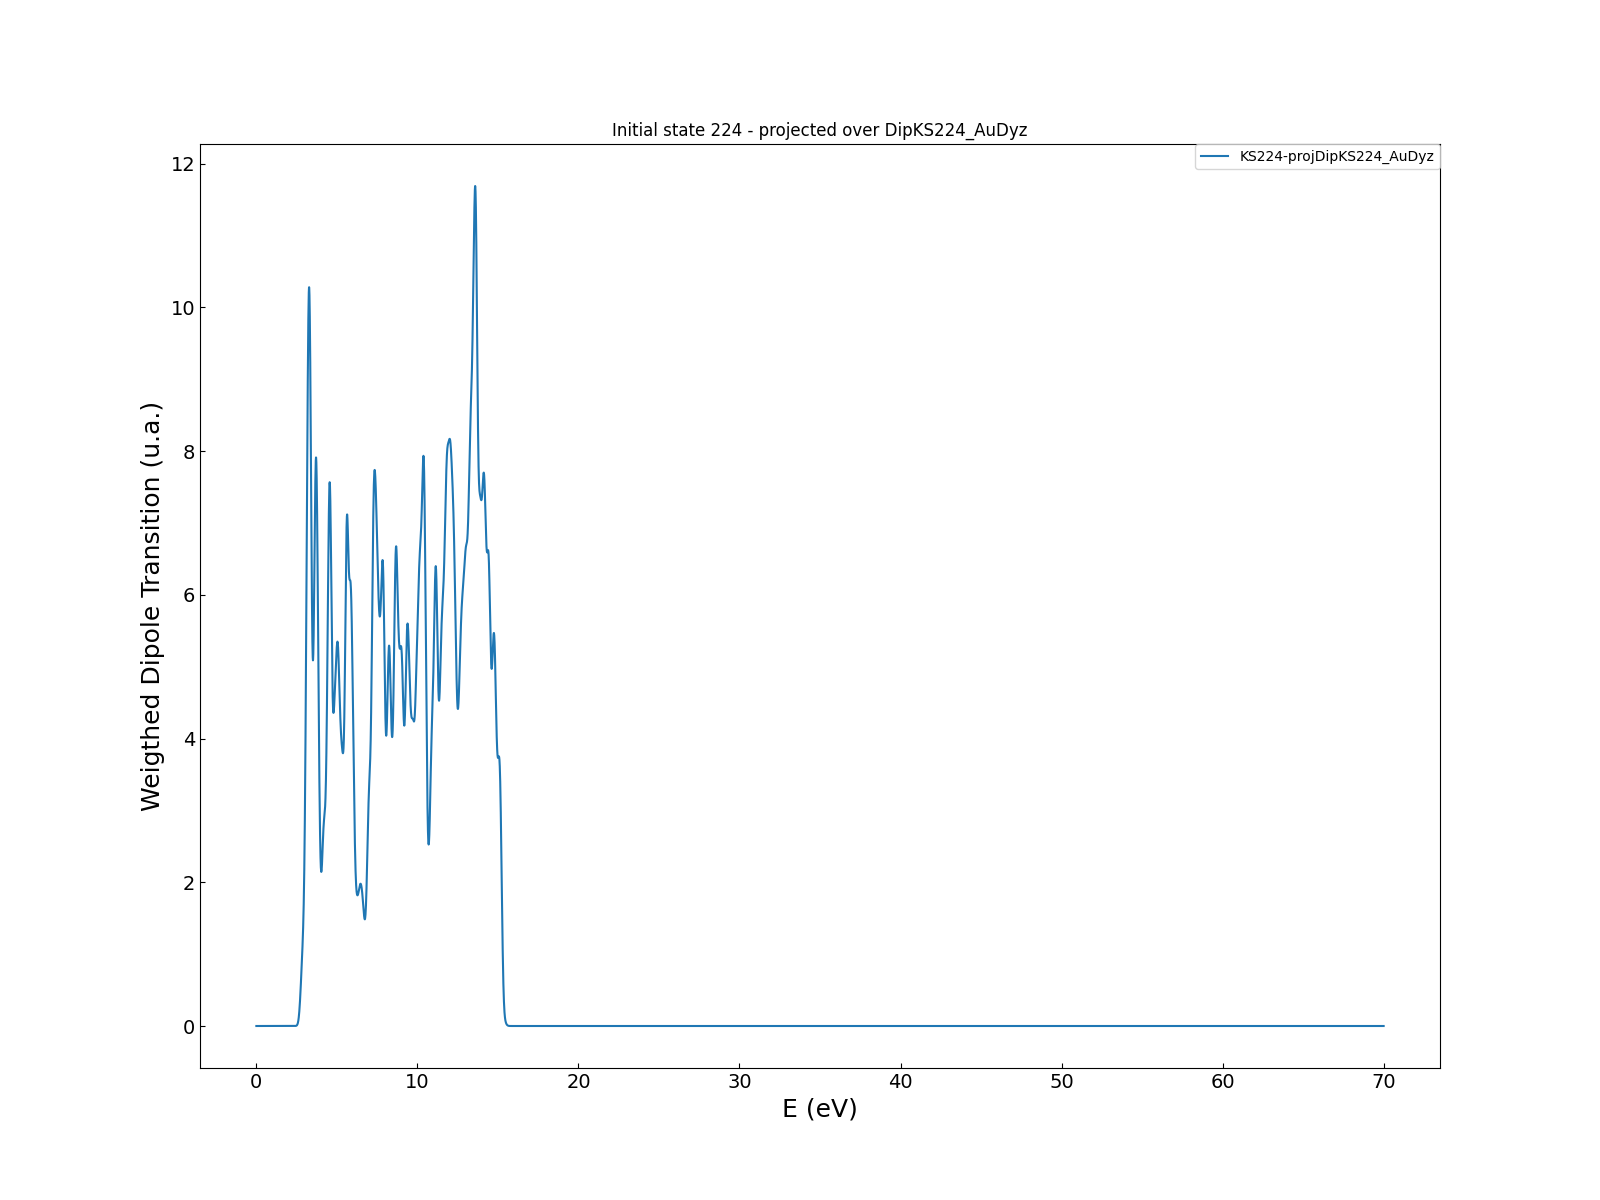 Initial state 224 - projected over DipKS224_AuDyz
KS224-projDipKS224_AuDyz
12
10
8
6
4
2
0
Weigthed Dipole Transition (u.a.)
0 10 20 30 40 50 60 70
E (eV)